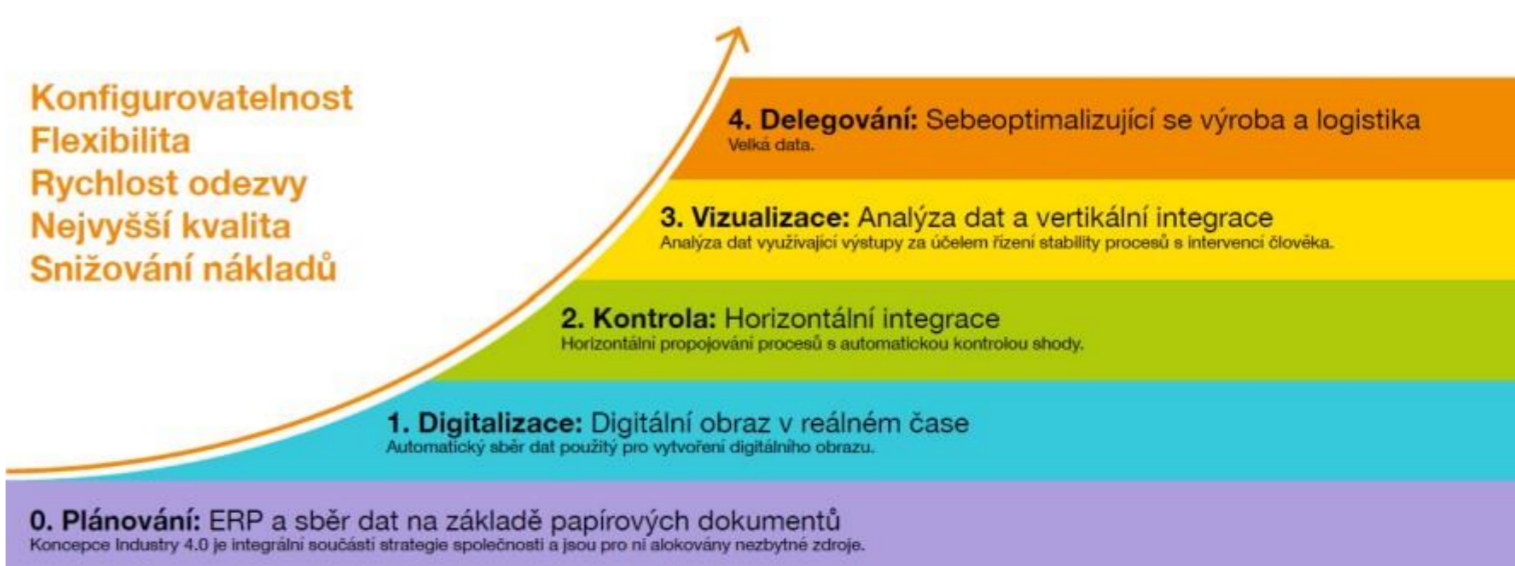 Konfigurovatelnost
Flexibilita
Rychlost odezvy
Nejvyšší kvalita
Snižování nákladů
4. Delegování: Sebeoptimalizující se výroba a logistika
Velká data.
3. Vizualizace: Analýza dat a vertikální integrace
Analýza dat využívající výstupy za účelem řízení stability procesů s intervencí člověka.
2. Kontrola: Horizontální integrace
Horizontální propojování procesů s automatickou kontrolou shody.
1. Digitalizace: Digitální obraz v reálném čase
Automatický sběr dat použitý pro vytvoření digitálního obrazu.
0. Plánování: ERP a sběr dat na základě papírových dokumentů
Koncepce Industry 4.0 je integrální součástí strategie společnosti a jsou pro ni alokovány nezbytné zdroje.